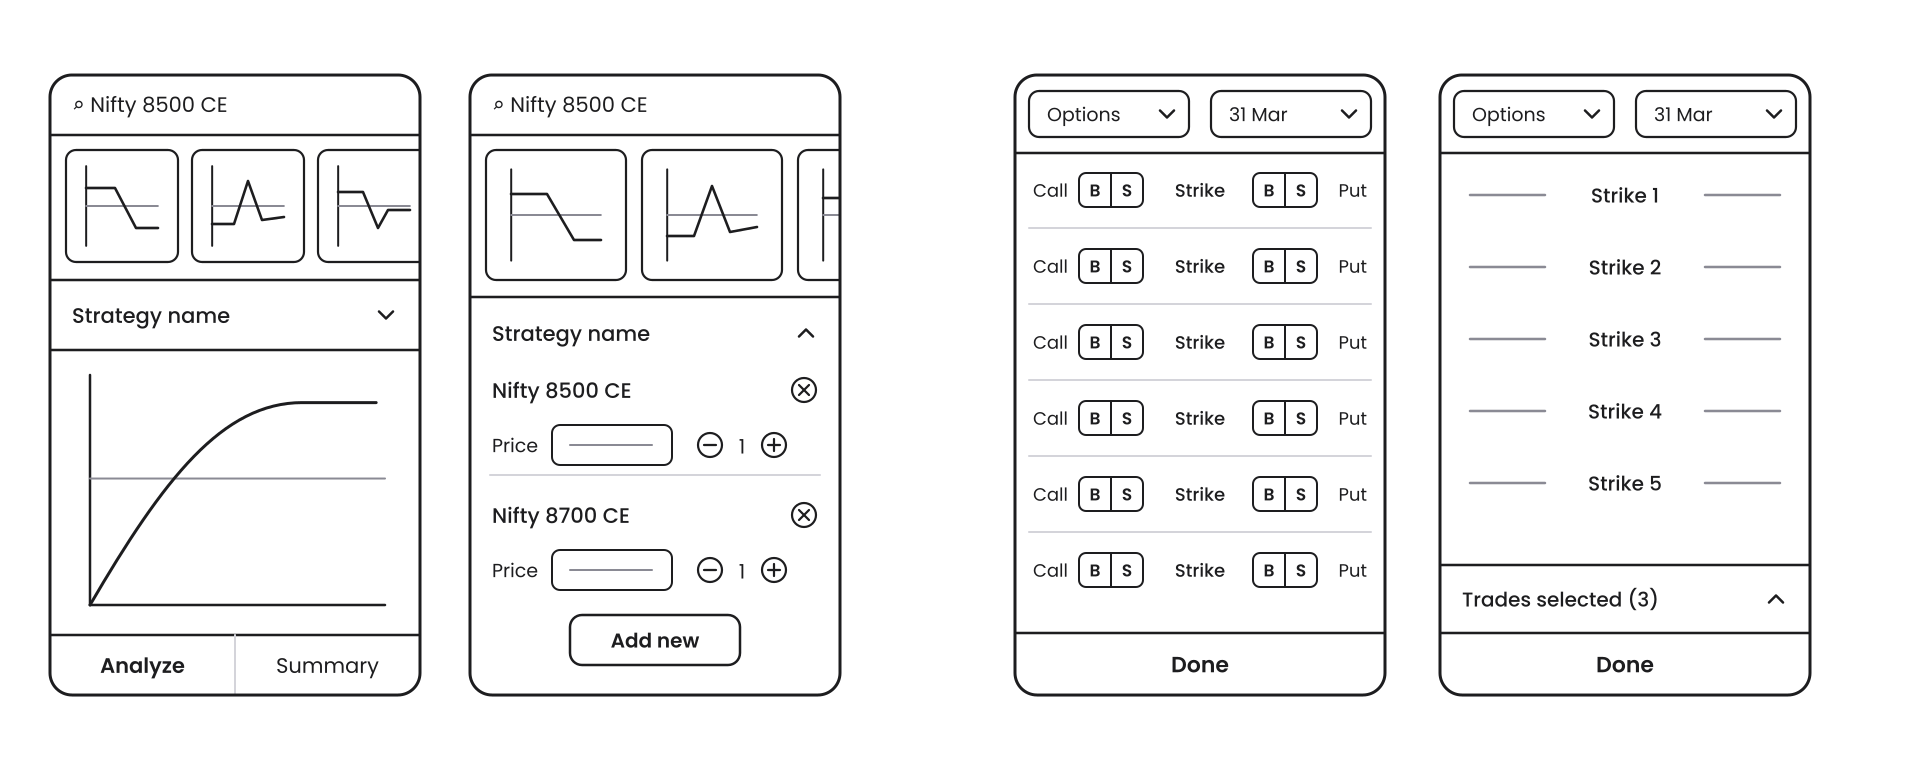 Nifty 8500 CE
Strategy name
Analyze Summary
Nifty 8500 CE
Strategy name
Nifty 8500 CE
Price 1
Nifty 8700 CE
Price 1
Add new
Options 31 Mar
Call B S Strike B S Put
Call B S Strike B S Put
Call B S Strike B S Put
Call B S Strike B S Put
Call B S Strike B S Put
Call B S Strike B S Put
Done
Options 31 Mar
Strike 1
Strike 2
Strike 3
Strike 4
Strike 5
Trades selected (3)
Done